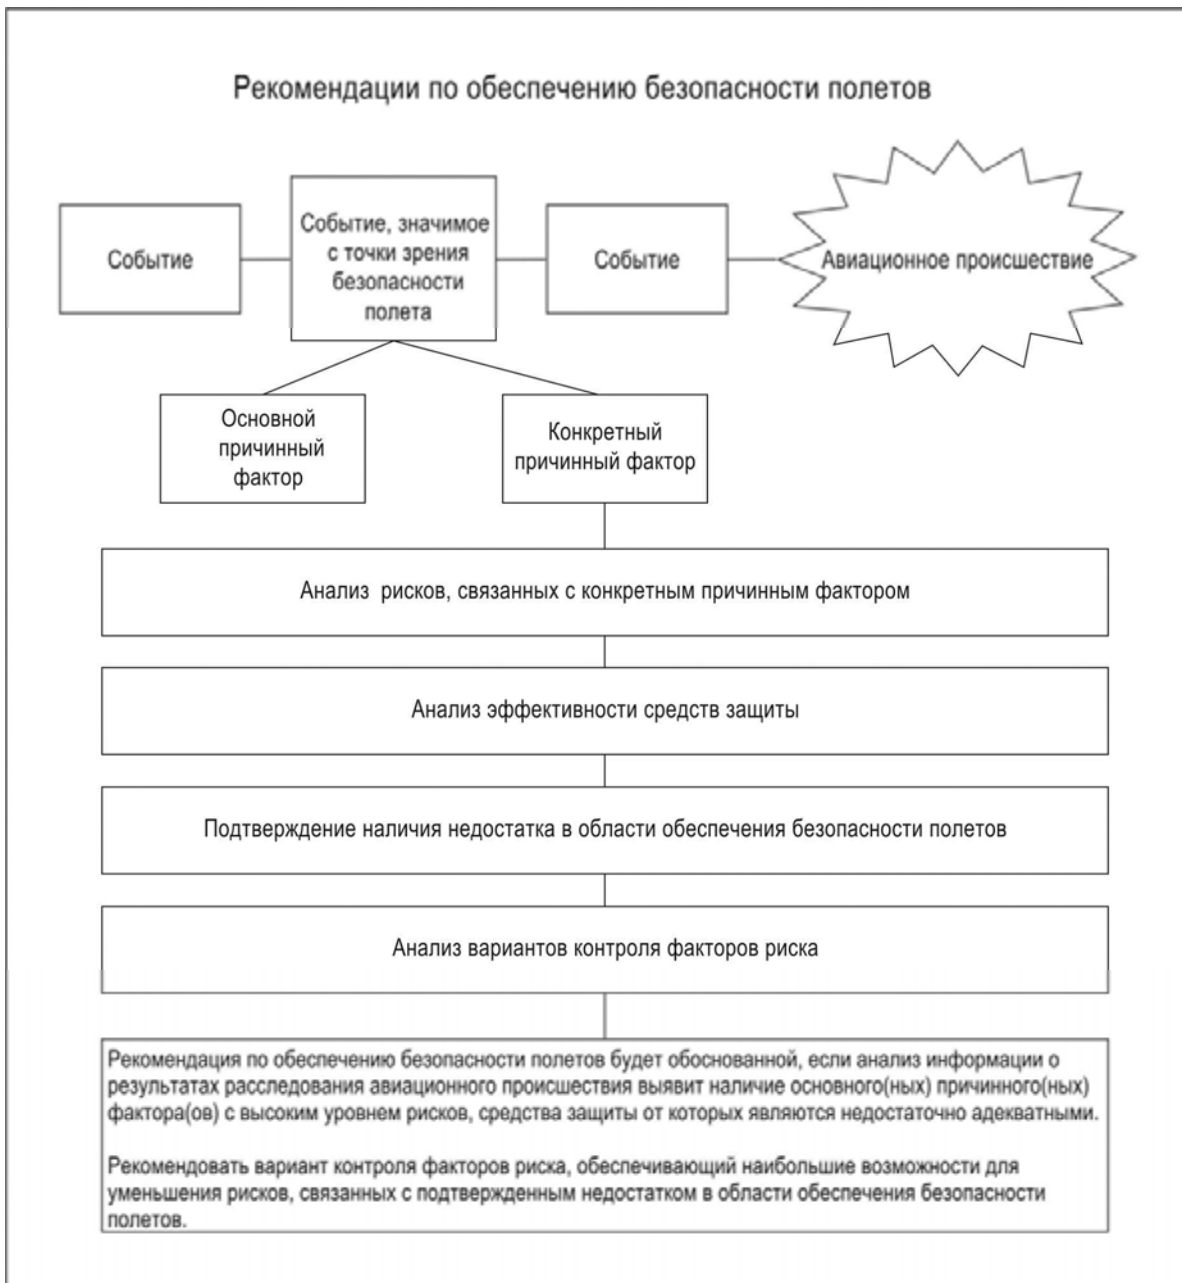 Рекомендации по обеспечению безопасности полетов
Событие
Событие, значимое
с точки зрения
безопасности
полета
Событие
Авиационное происшествие
Основной
причинный
фактор
Конкретный
причинный фактор
Анализ рисков, связанных с конкретным причинным фактором
Анализ эффективности средств защиты
Подтверждение наличия недостатка в области обеспечения безопасности полетов
Анализ вариантов контроля факторов риска
Рекомендация по обеспечению безопасности полетов будет обоснованной, если анализ информации о
результатах расследования авиационного происшествия выявит наличие основного(ных) причинного(ных)
фактора(ов) с высоким уровнем рисков, средства защиты от которых являются недостаточно адекватными.
Рекомендовать вариант контроля факторов риска, обеспечивающий наибольшие возможности для
уменьшения рисков, связанных с подтвержденным недостатком в области обеспечения безопасности
полетов.